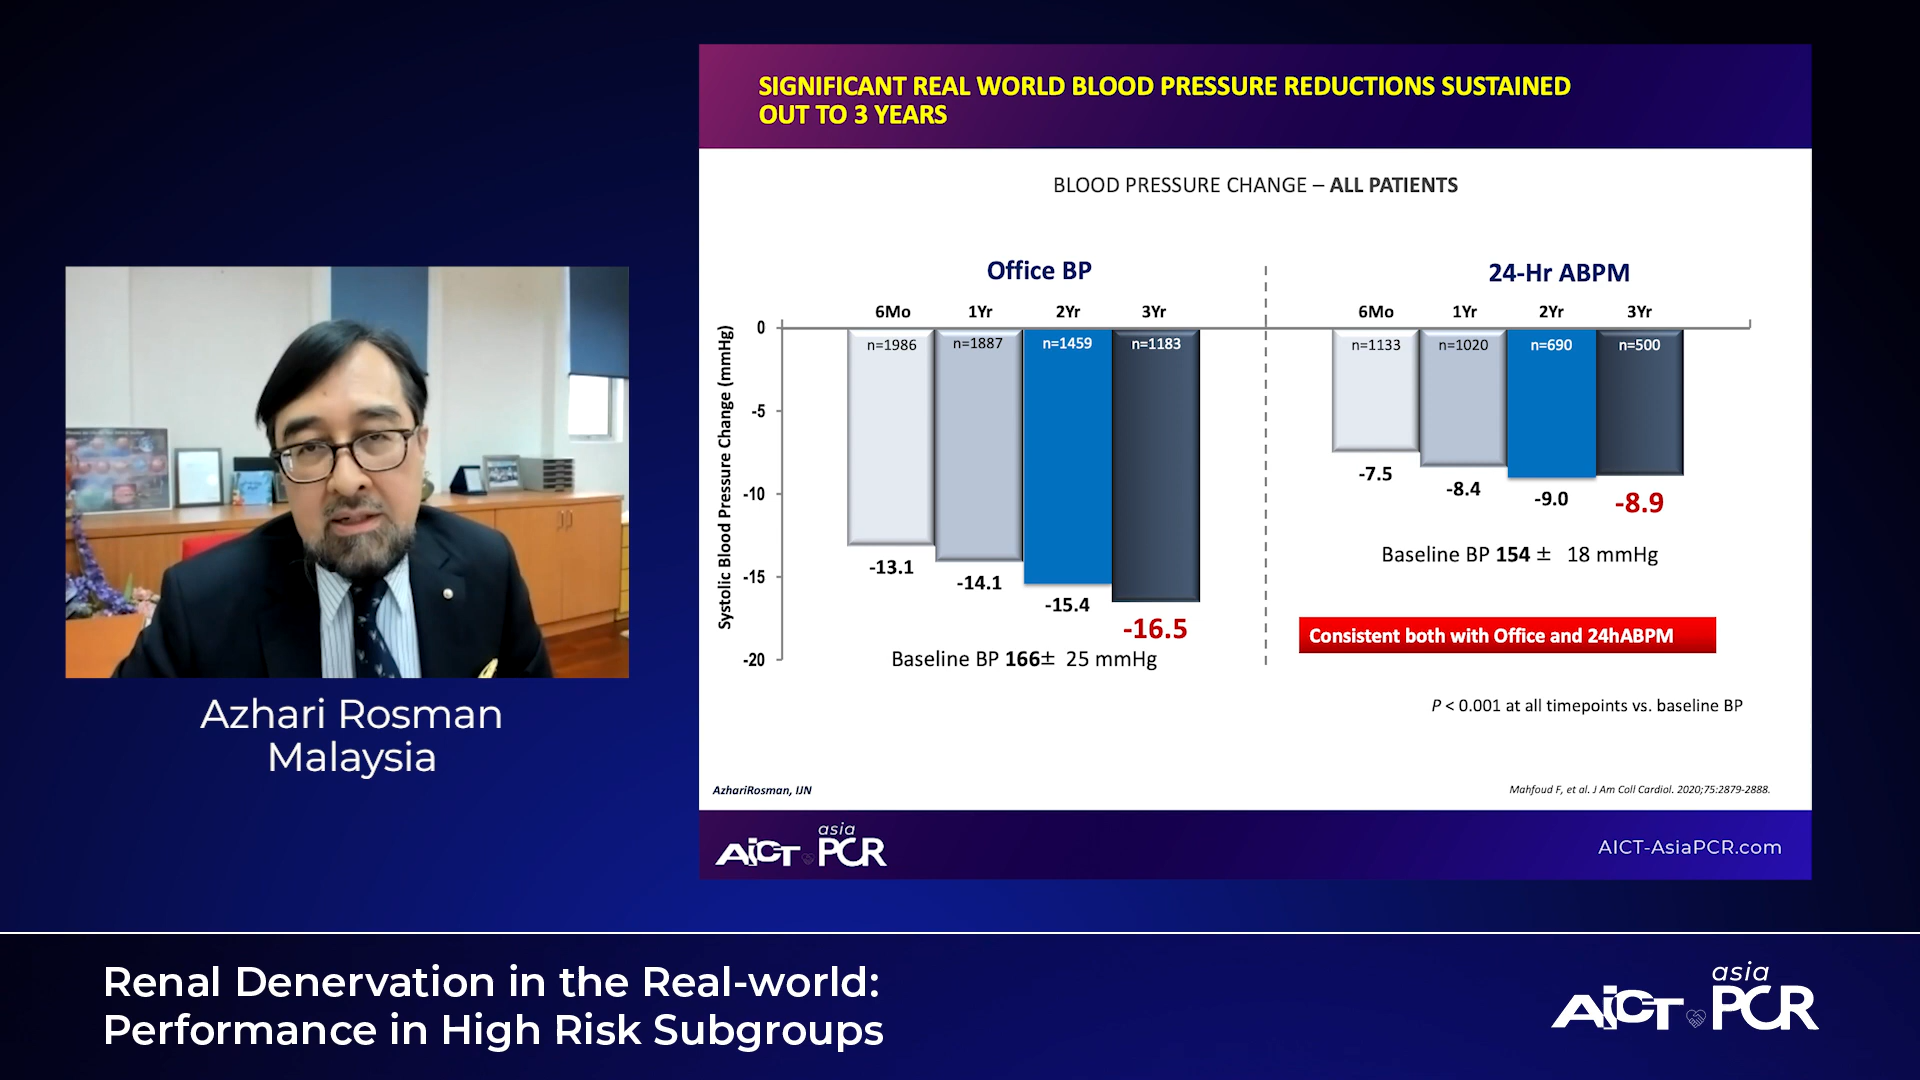 SIGNIFICANT REAL WORLD BLOOD PRESSURE REDUCTIONS SUSTAINED
OUT TO 3 YEARS
BLOOD PRESSURE CHANGE – ALL PATIENTS
Office BP
6Mo 1Yr 2Yr 3Yr
n=1986 n=1887 n=1459 n=1183
Systolic Blood Pressure Change (mmHg)
0
-5
-10
-15
-20
-13.1
-14.1
-15.4
-16.5
Baseline BP 166± 25 mmHg
24-Hr ABPM
6Mo 1Yr 2Yr 3Yr
n=1133 n=1020 n=690 n=500
-7.5
-8.4
-9.0
-8.9
Baseline BP 154 ± 18 mmHg
Consistent both with Office and 24hABPM
P < 0.001 at all timepoints vs. baseline BP
AzhariRosman, IJN
Mahfoud F, et al. J Am Coll Cardiol. 2020;75:2879-2888.
AICT asia PCR
AICT-AsiaPCR.com
Azhari Rosman
Malaysia
Renal Denervation in the Real-world:
Performance in High Risk Subgroups
AICT asia PCR